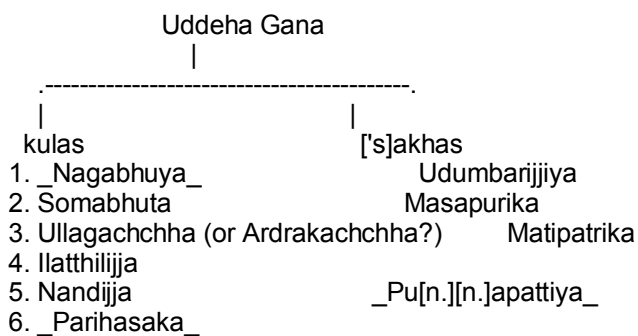 Uddeha Gana
|
.------------------------------------------.
| |
kulas ['s]akhas
1. _Nagabhuya_ Udumbarijjiya
2. Somabhuta Masapurika
3. Ullagachchha (or Ardrakachchha?) Matipatrika
4. Ilatthilijja
5. Nandijja _Pu[n.][n.]apattiya_
6. _Parihasaka_